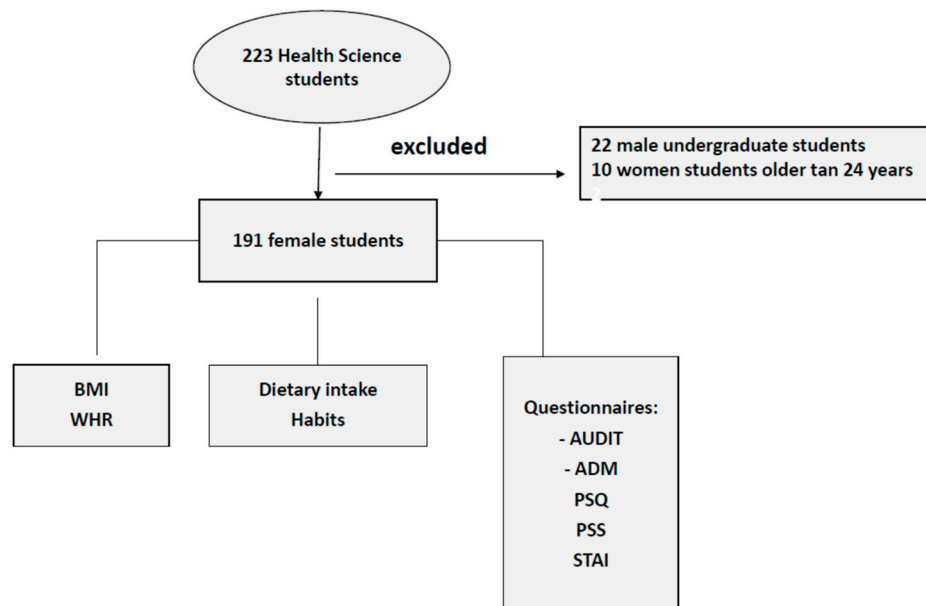 223 Health Science
students
excluded
22 male undergraduate students
10 women students older tan 24 years
2
191 female students
BMI
WHR
Dietary intake
Habits
Questionnaires:
- AUDIT
- ADM
PSQ
PSS
STAI